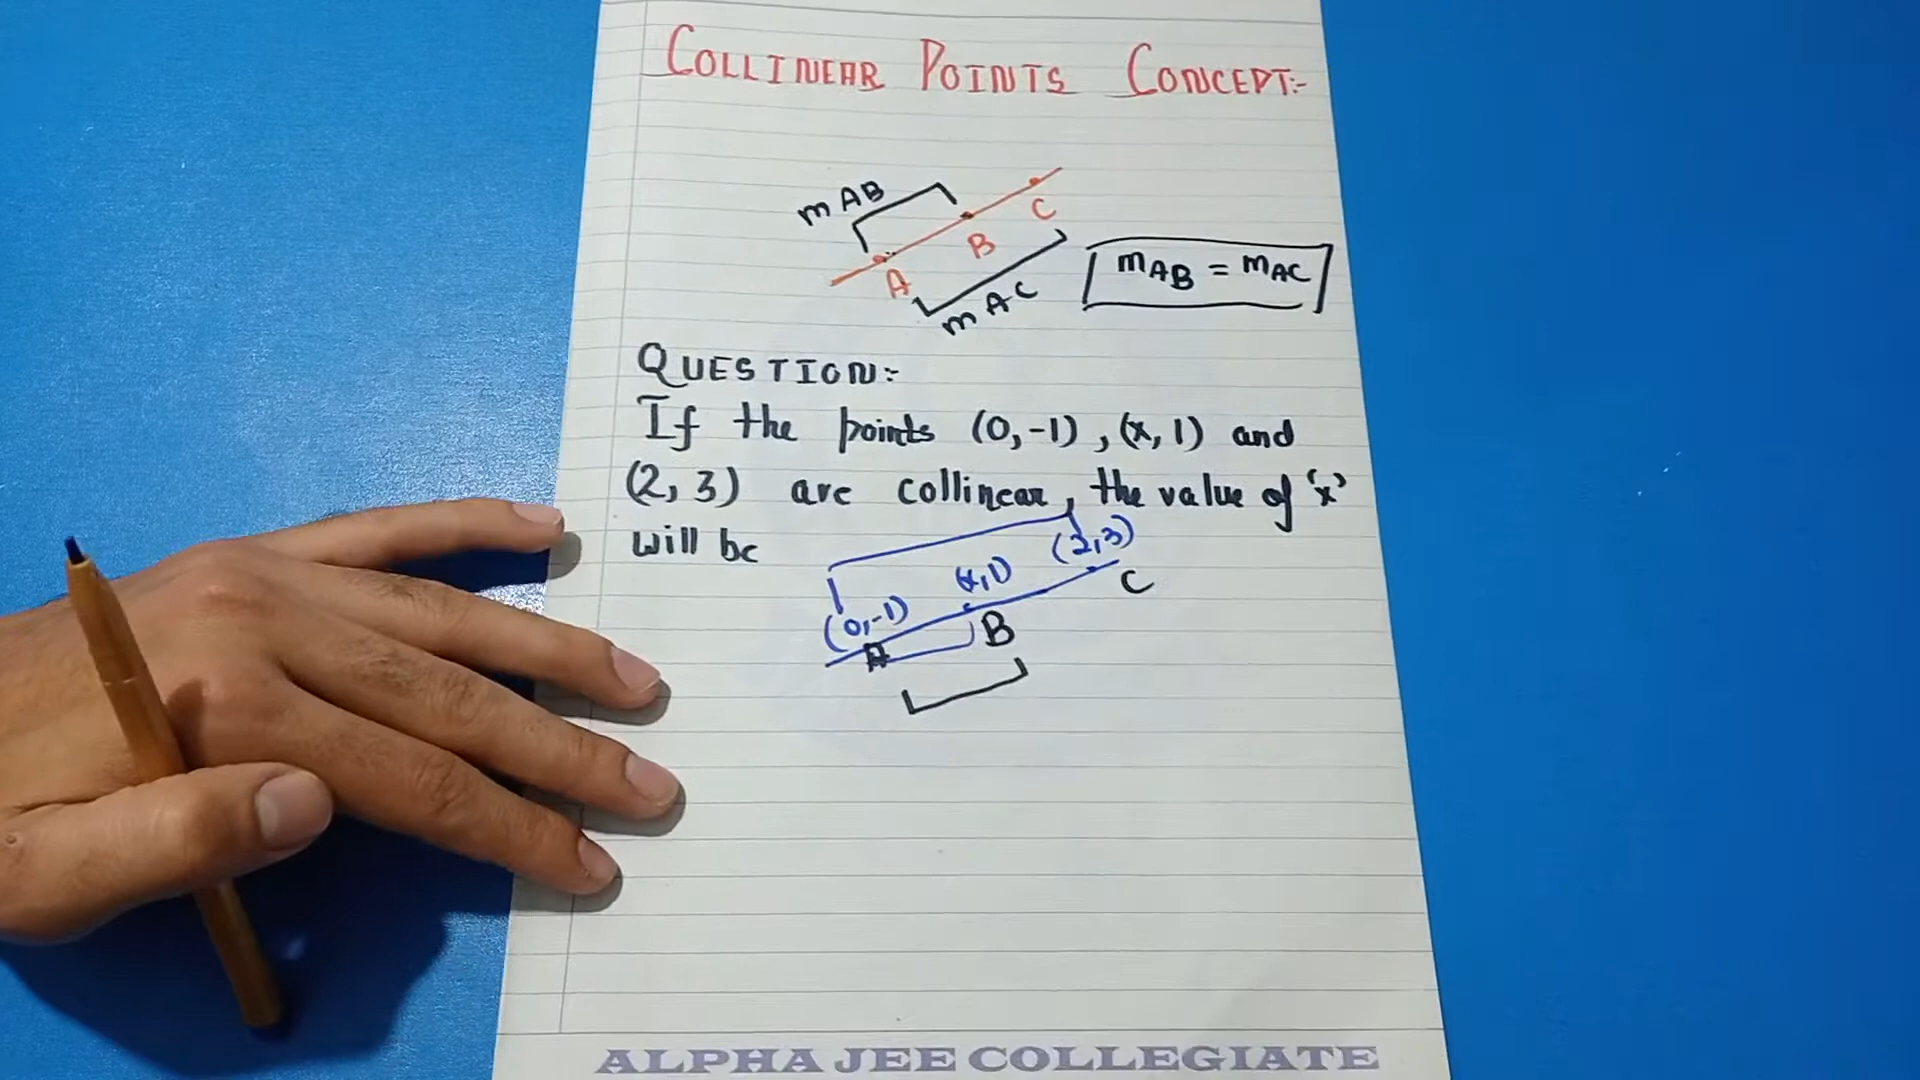 COLLINEAR POINTS CONCEPT:-
mAB
C
B
A
mAC
mAB = mAC
QUESTION:-
If the points (0,-1), (x,1) and
(2,3) are collinear, the value of 'x'
will be
(2,3)
(x,1)
C
(0,-1)
B
A
ALPHA JEE COLLEGIATE